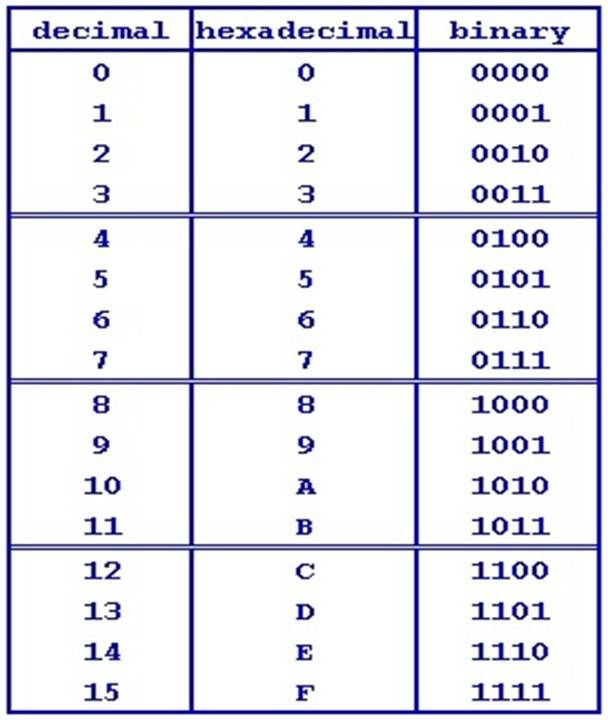 decimal hexadecimal binary
0 0 0000
1 1 0001
2 2 0010
3 3 0011
4 4 0100
5 5 0101
6 6 0110
7 7 0111
8 8 1000
9 9 1001
10 A 1010
11 B 1011
12 C 1100
13 D 1101
14 E 1110
15 F 1111